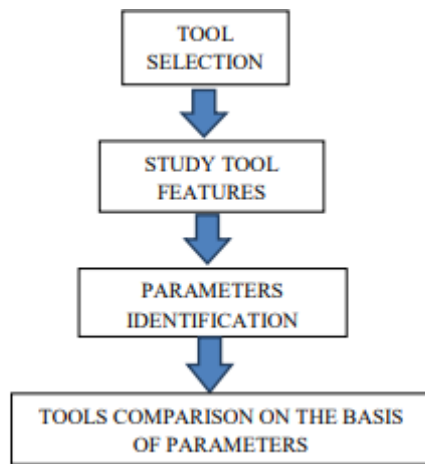 TOOL
SELECTION
STUDY TOOL
FEATURES
PARAMETERS
IDENTIFICATION
TOOLS COMPARISON ON THE BASIS
OF PARAMETERS